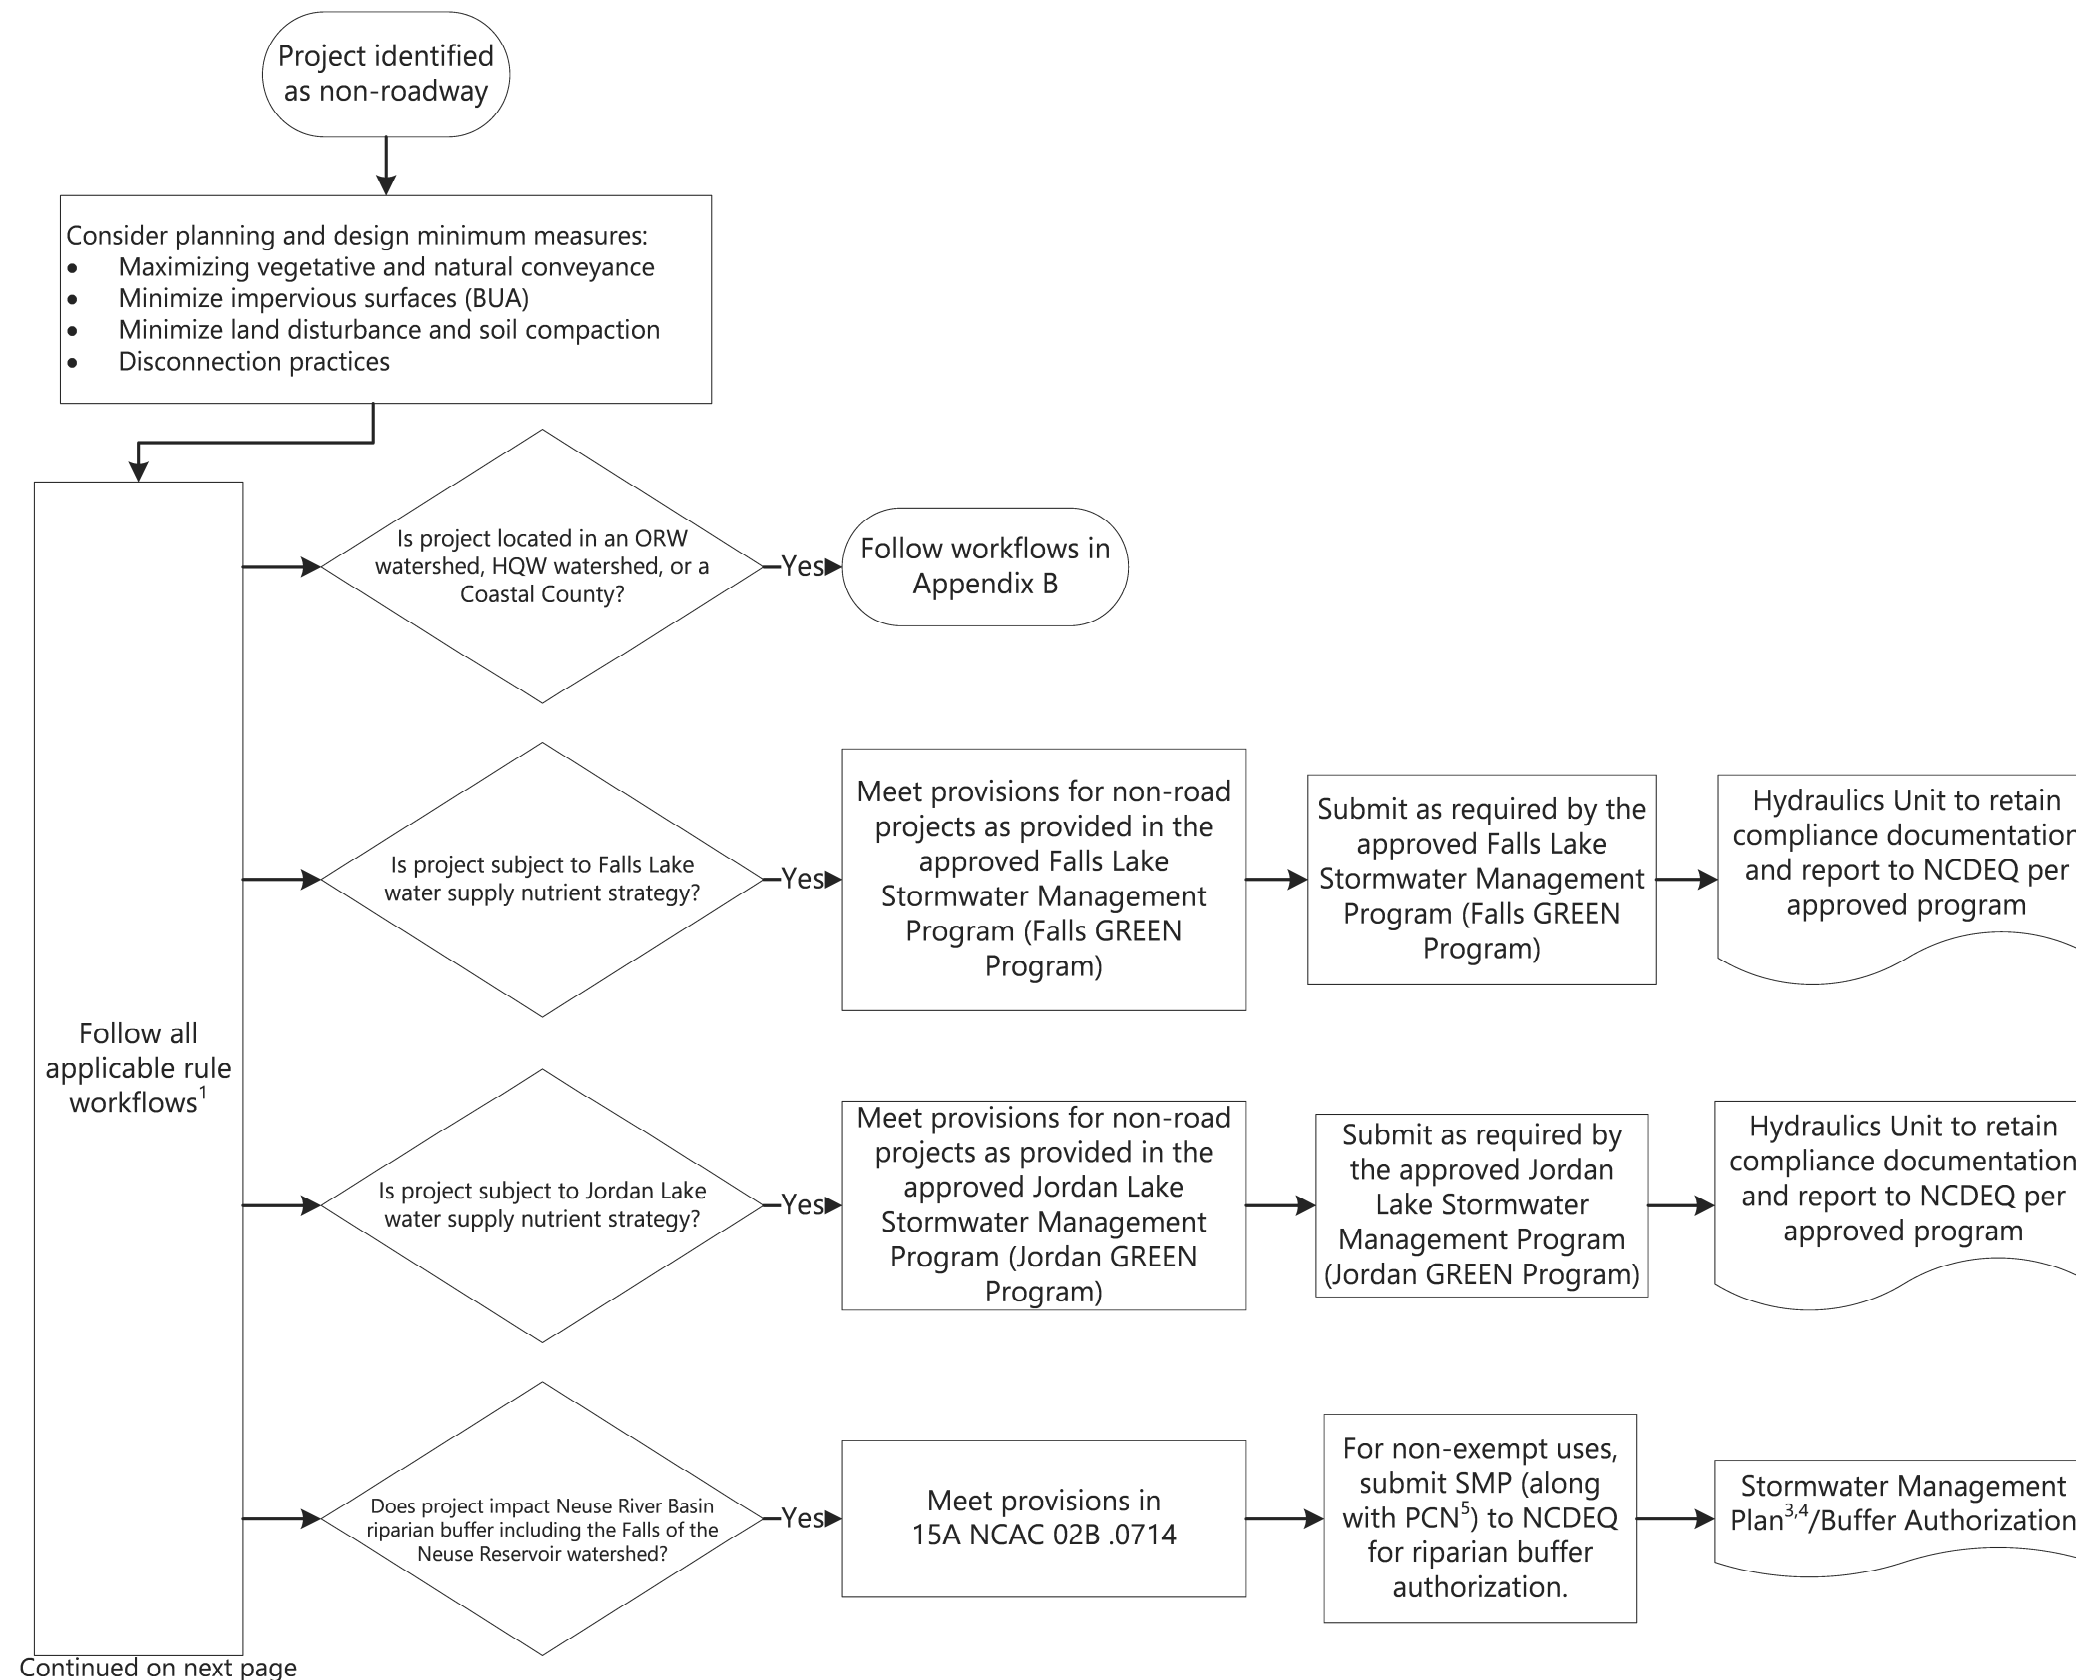 Project identified
as non-roadway
Consider planning and design minimum measures:
• Maximizing vegetative and natural conveyance
• Minimize impervious surfaces (BUA)
• Minimize land disturbance and soil compaction
• Disconnection practices
Follow all
applicable rule
workflows¹
Is project located in an ORW
watershed, HQW watershed, or a
Coastal County?
Yes
Follow workflows in
Appendix B
Is project subject to Falls Lake
water supply nutrient strategy?
Yes
Meet provisions for non-road
projects as provided in the
approved Falls Lake
Stormwater Management
Program (Falls GREEN
Program)
Submit as required by the
approved Falls Lake
Stormwater Management
Program (Falls GREEN
Program)
Hydraulics Unit to retain
compliance documentation
and report to NCDEQ per
approved program
Is project subject to Jordan Lake
water supply nutrient strategy?
Yes
Meet provisions for non-road
projects as provided in the
approved Jordan Lake
Stormwater Management
Program (Jordan GREEN
Program)
Submit as required by
the approved Jordan
Lake Stormwater
Management Program
(Jordan GREEN Program)
Hydraulics Unit to retain
compliance documentation
and report to NCDEQ per
approved program
Does project impact Neuse River Basin
riparian buffer including the Falls of the
Neuse Reservoir watershed?
Yes
Meet provisions in
15A NCAC 02B .0714
For non-exempt uses,
submit SMP (along
with PCN⁵) to NCDEQ
for riparian buffer
authorization.
Stormwater Management
Plan³,⁴/Buffer Authorization
Continued on next page